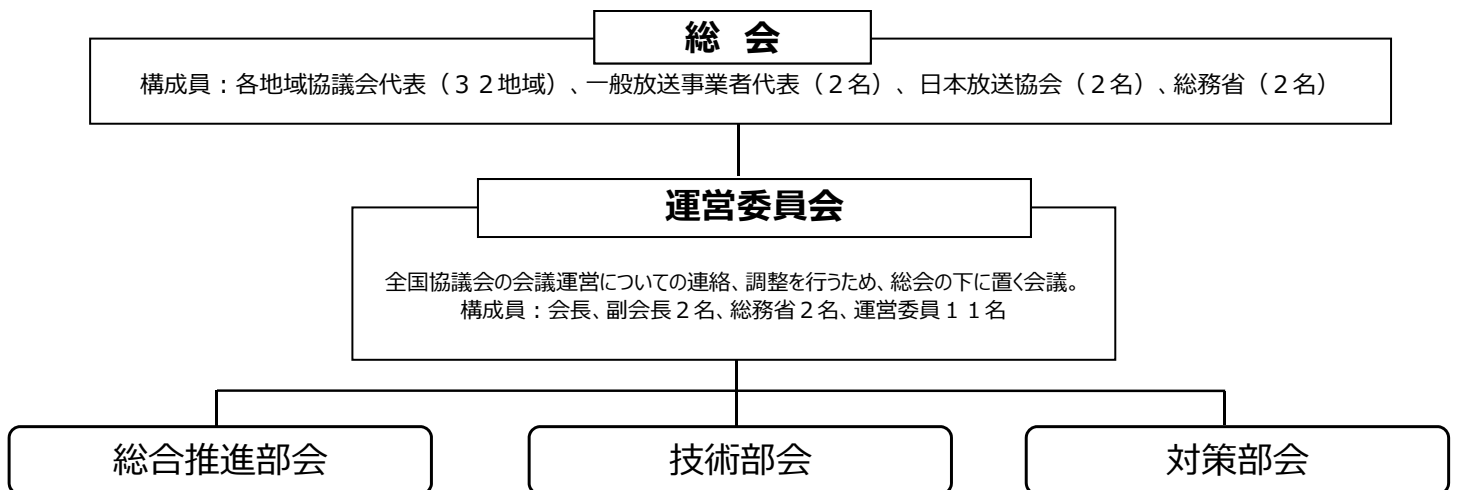 総 会
構成員：各地域協議会代表（３２地域）、一般放送事業者代表（２名）、日本放送協会（２名）、総務省（２名）
運営委員会
全国協議会の会議運営についての連絡、調整を行うため、総会の下に置く会議。
構成員：会長、副会長２名、総務省２名、運営委員１１名
総合推進部会
技術部会
対策部会